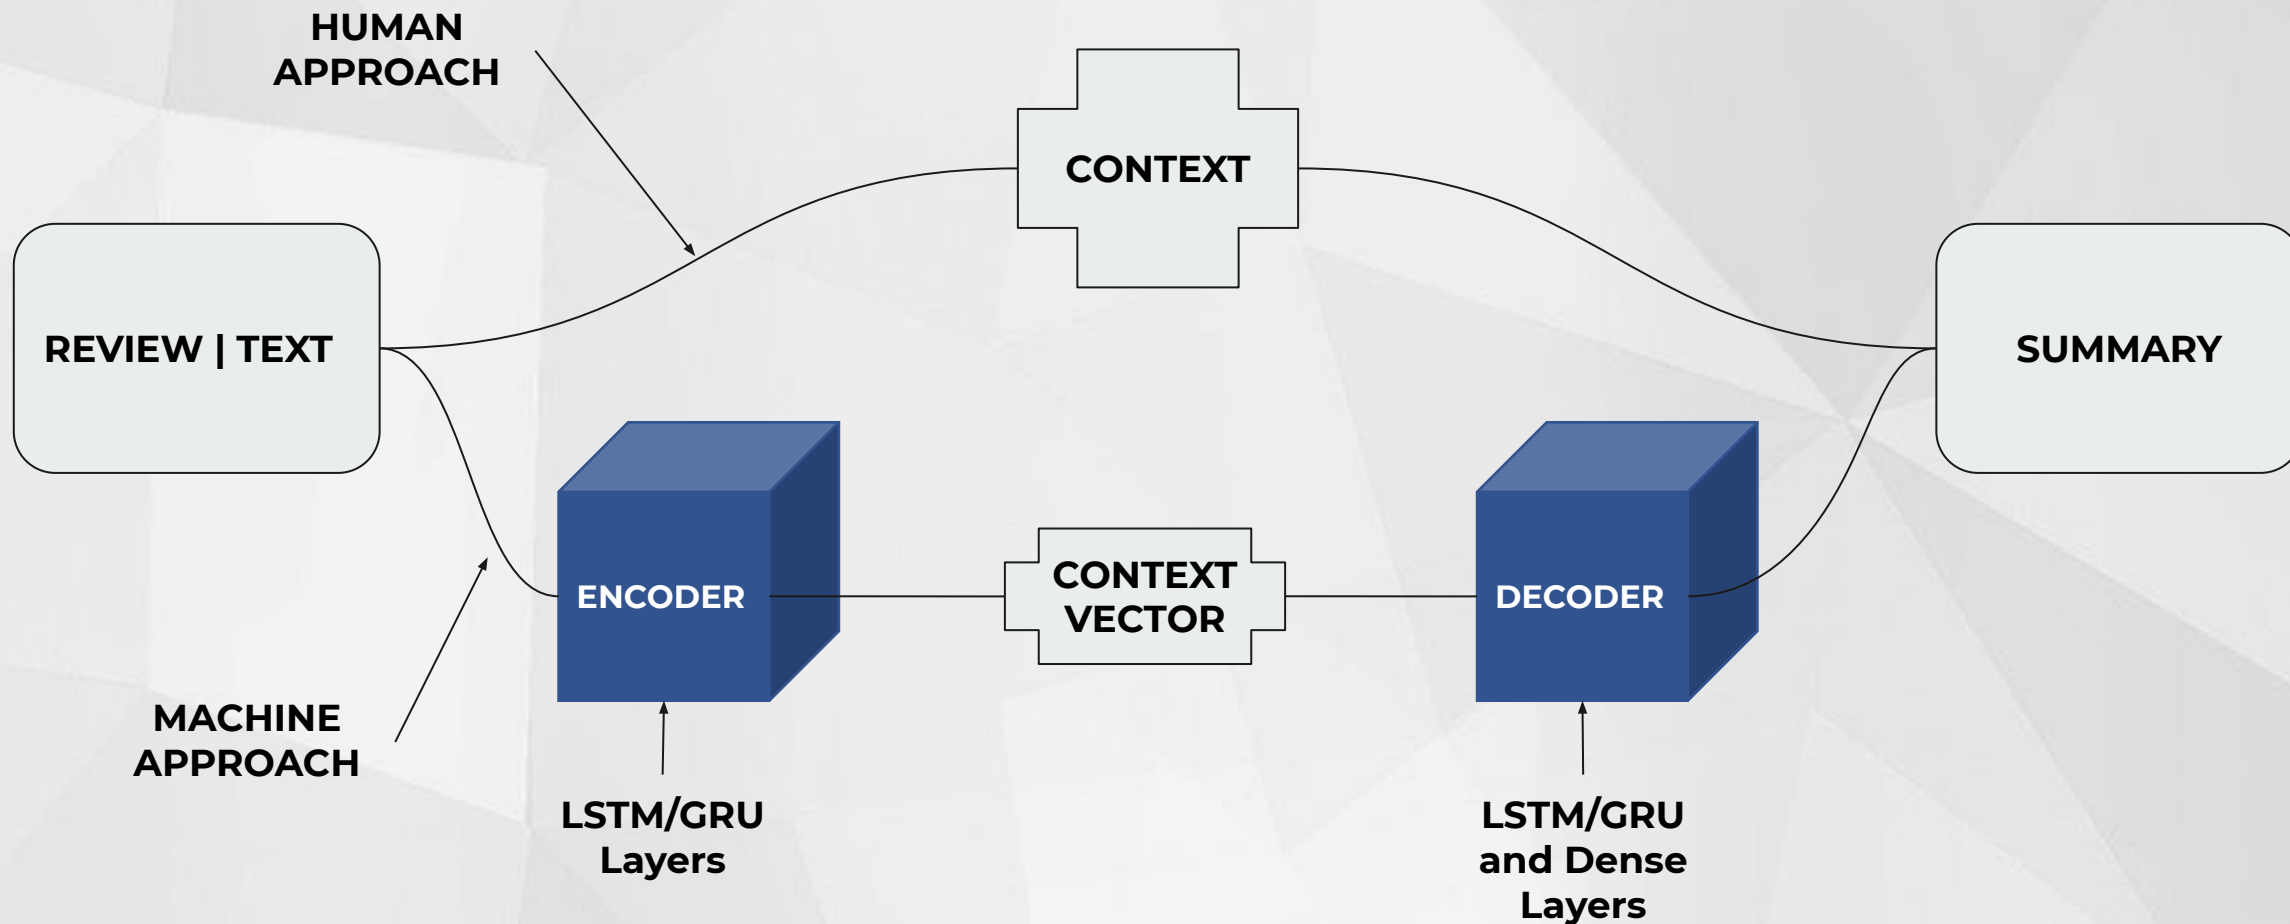 HUMAN
APPROACH
CONTEXT
REVIEW | TEXT
SUMMARY
ENCODER
CONTEXT
VECTOR
DECODER
MACHINE
APPROACH
LSTM/GRU
Layers
LSTM/GRU
and Dense
Layers